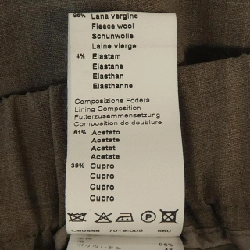 96% Lana vergine
Fleece wool
Schurwolle
Laine vierge
4% Elastam
Elastane
Elasthan
Elasthanne
Composizione Fodera
Lining Composition
Futterzusammensetzung
Composition de doublure
61% Acetato
Acetate
Acetat
Acetate
39% Cupro
Cupro
Cupro
Cupro